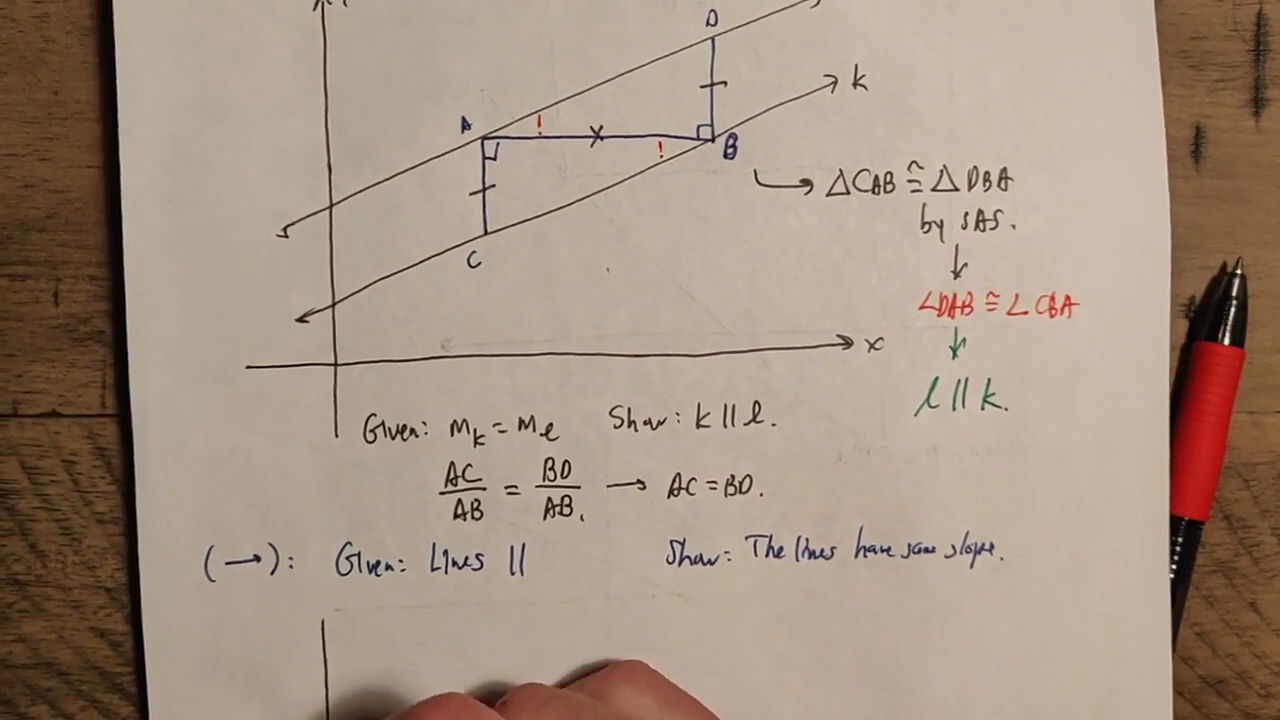 D
k
A
B
△CAB ≅ △DBA
by SAS.
C
↓
∠DAB ≅ ∠CBA
↓
x
l ∥ k.
Given: m_k = m_l Show: k ∥ l.
AC/AB = BD/AB. → AC = BD.
(→): Given: Lines ∥ Show: The lines have same slope.